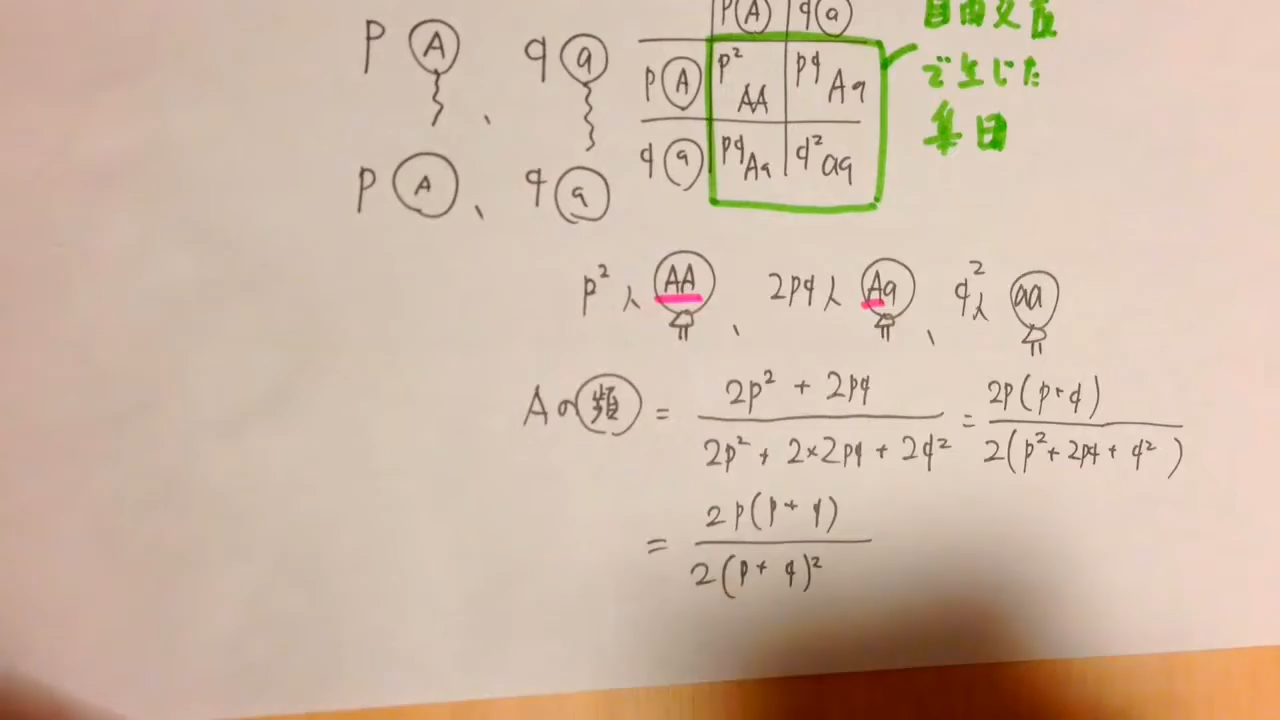 p(A) q(a)
p A 、 q a
p(A) p² AA pq Aa
q(a) pq Aa q² aa
自由交配
で生じた
集団
p A 、 q a
p²人 AA 、 2pq人 Aa 、 q²人 aa
Aの頻 = (2p² + 2pq)/(2p² + 2×2pq + 2q²) = 2p(p+q)/2(p²+2pq+q²)
= 2p(p+q)/2(p+q)²